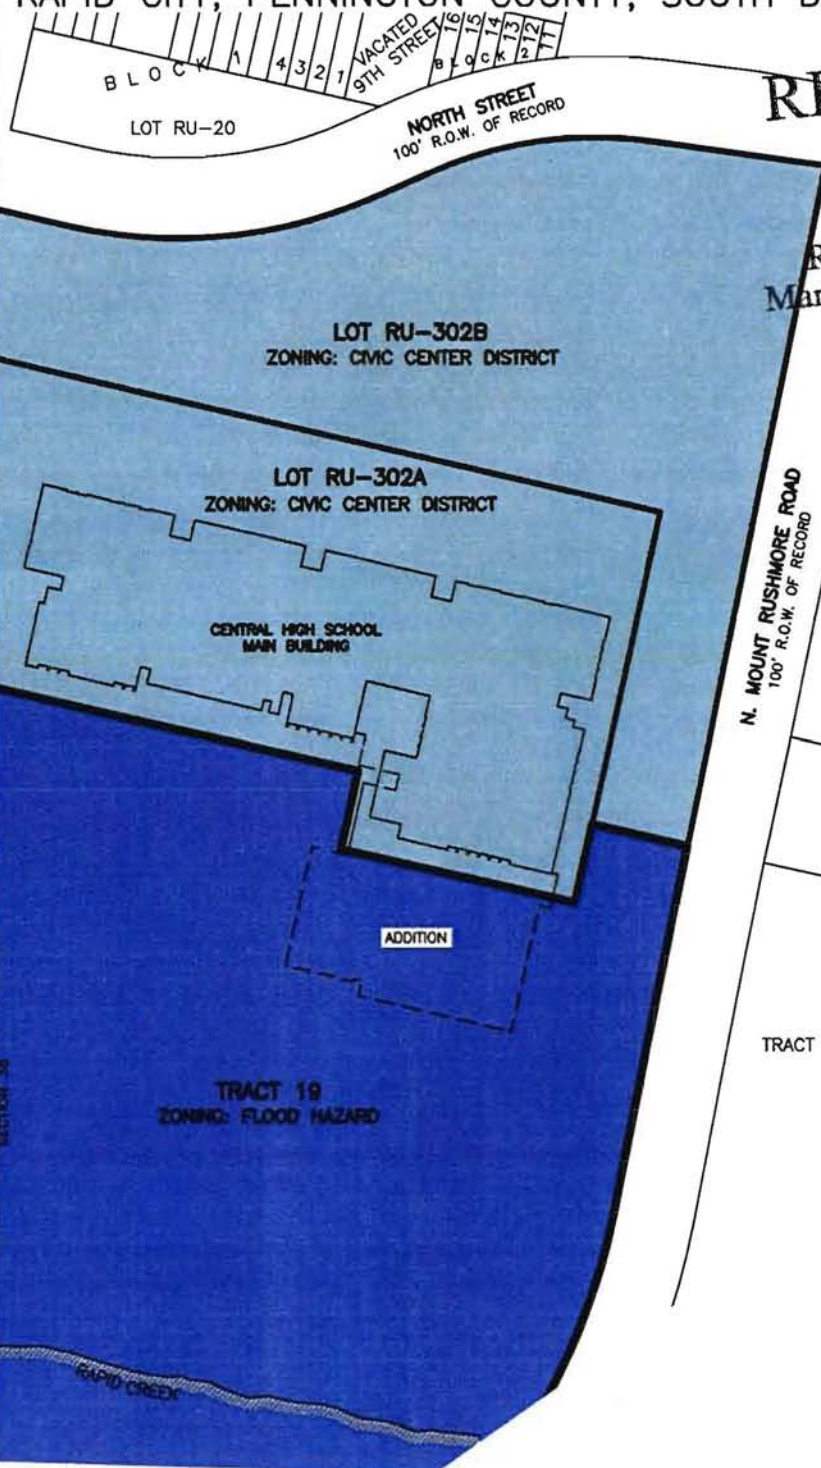 RAPID CITY, PENNINGTON COUNTY, SOUTH D
BLOCK 1
4 3 2 1
VACATED
9TH STREET
16 15 14 13 12 11
BLOCK 2
LOT RU-20
NORTH STREET
100' R.O.W. OF RECORD
LOT RU-302B
ZONING: CIVIC CENTER DISTRICT
Mar
LOT RU-302A
ZONING: CIVIC CENTER DISTRICT
CENTRAL HIGH SCHOOL
MAIN BUILDING
N. MOUNT RUSHMORE ROAD
100' R.O.W. OF RECORD
ADDITION
TRACT
TRACT 19
ZONING: FLOOD HAZARD
RAPID CREEK